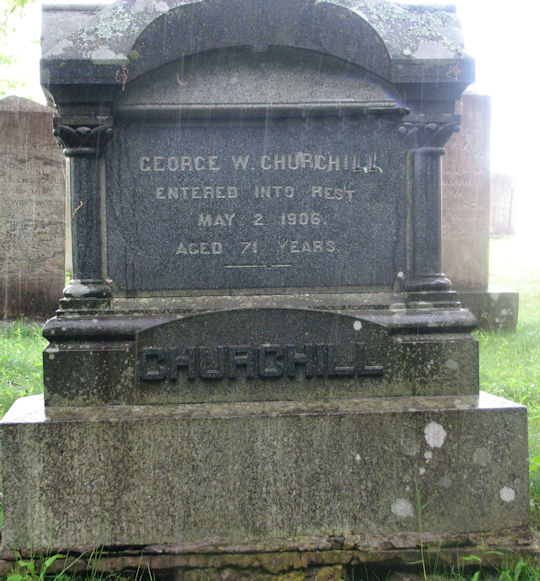 GEORGE W. CHURCHILL
ENTERED INTO REST
MAY 2 1906.
AGED 71 YEARS.
CHURCHILL